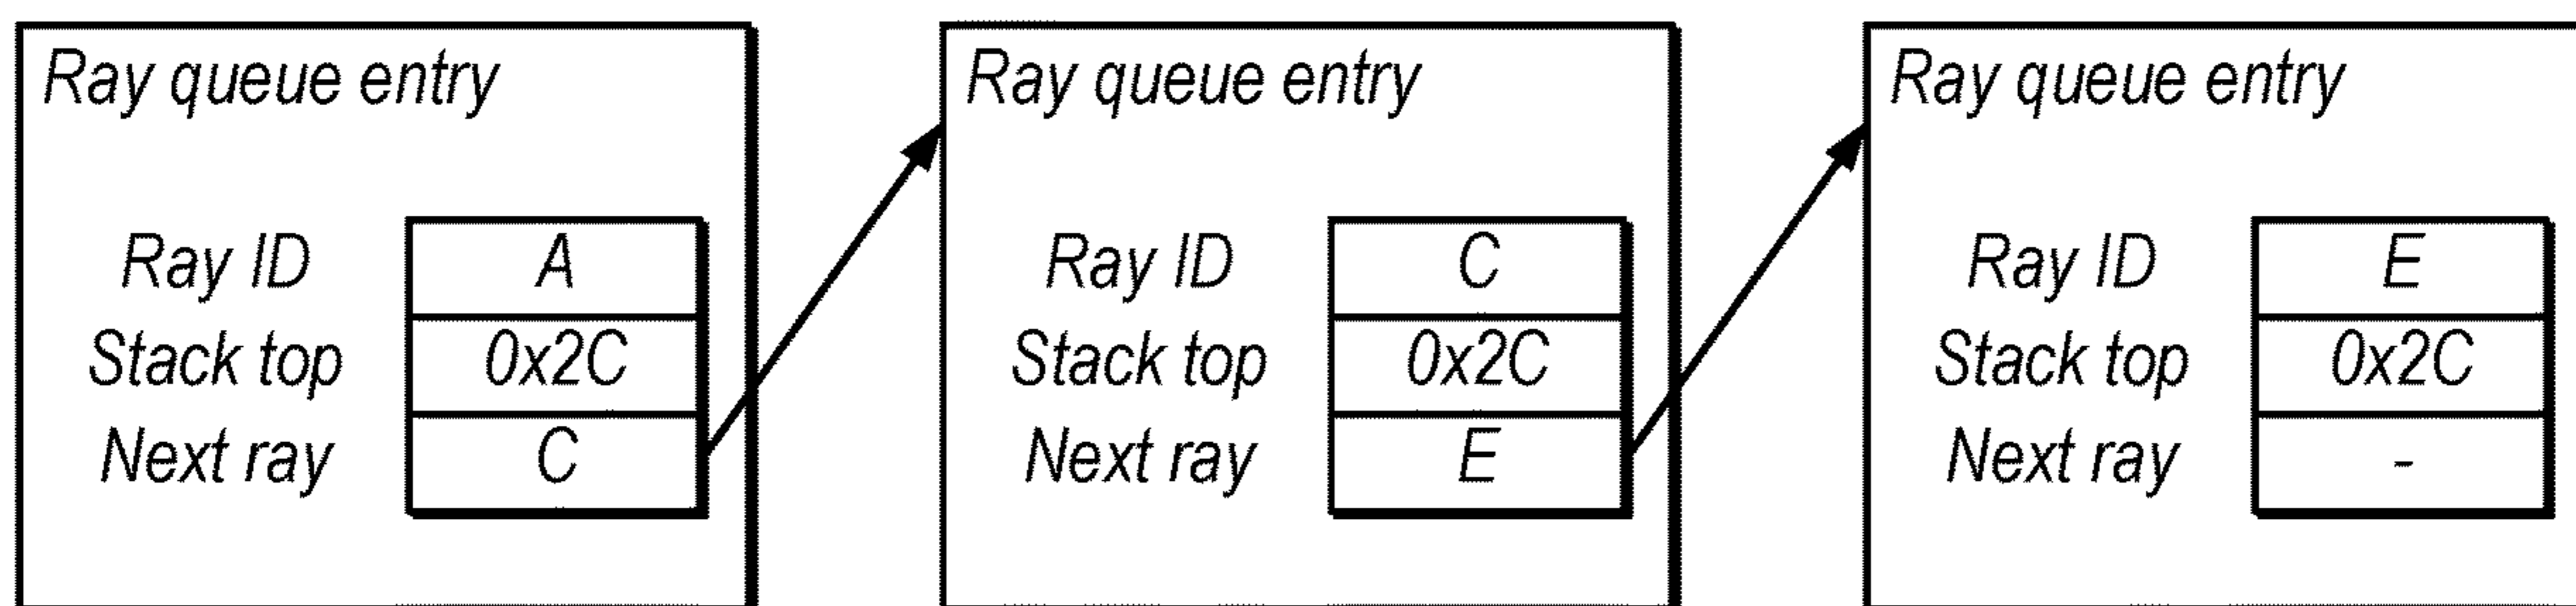 Ray queue entry
Ray ID A
Stack top 0x2C
Next ray C
Ray queue entry
Ray ID C
Stack top 0x2C
Next ray E
Ray queue entry
Ray ID E
Stack top 0x2C
Next ray -